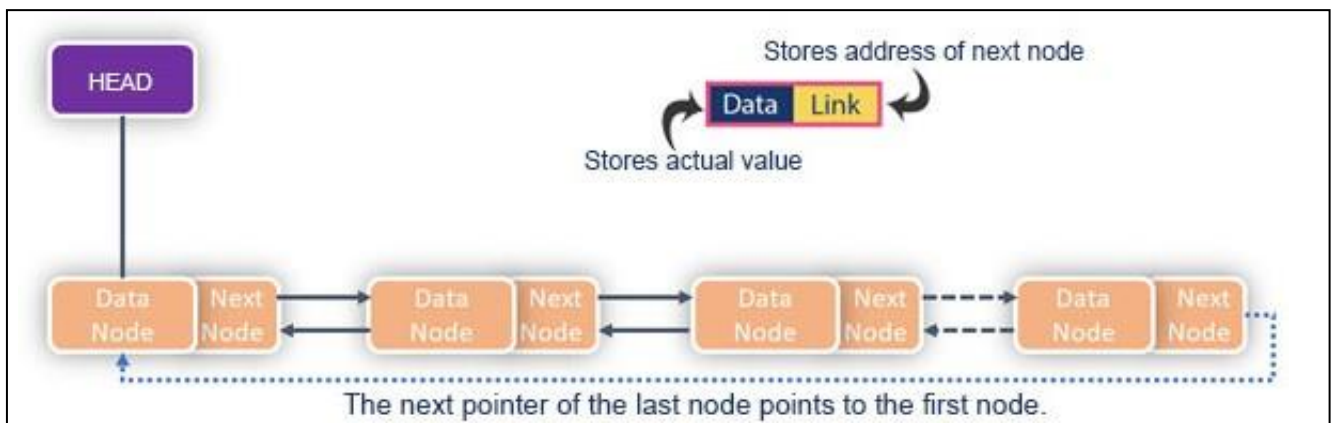 HEAD
Stores address of next node
Data Link
Stores actual value
Data Next Data Next Data Next Data Next
Node Node Node Node Node Node Node Node
The next pointer of the last node points to the first node.